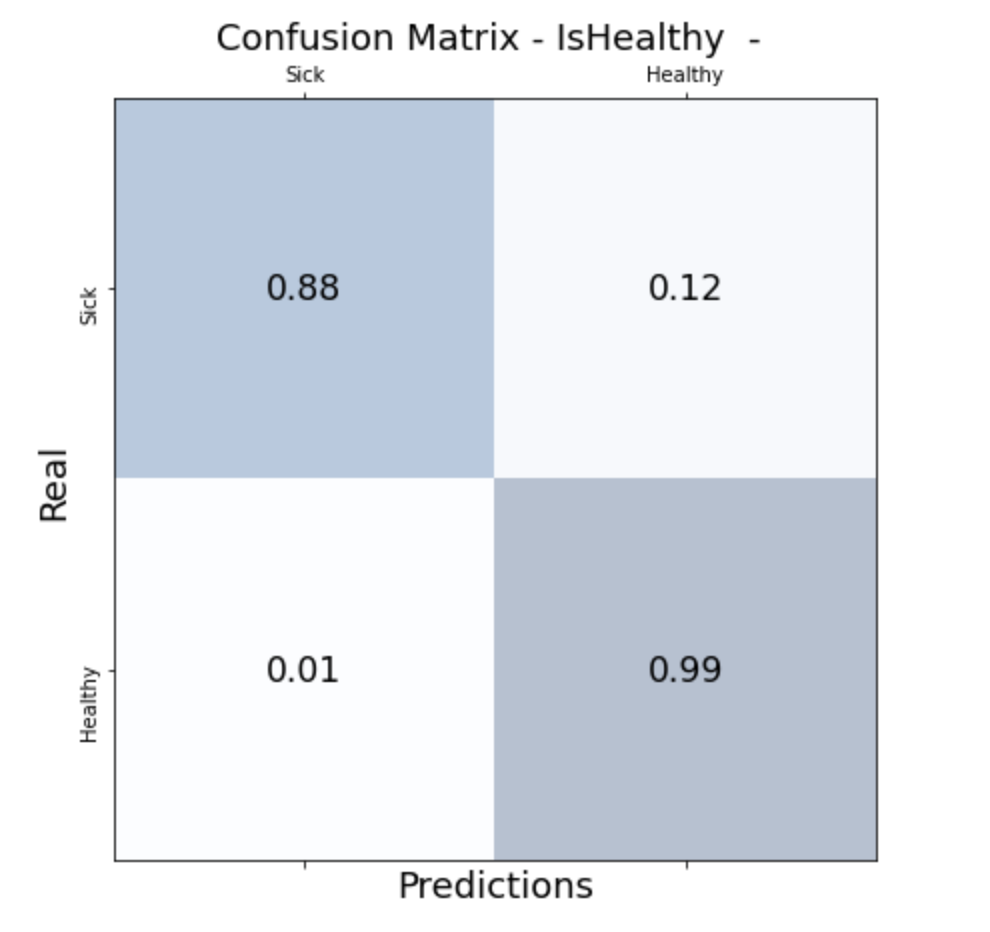 Confusion Matrix - IsHealthy  -
Sick Healthy
Sick
0.88 0.12
Real
Healthy
0.01 0.99
Predictions